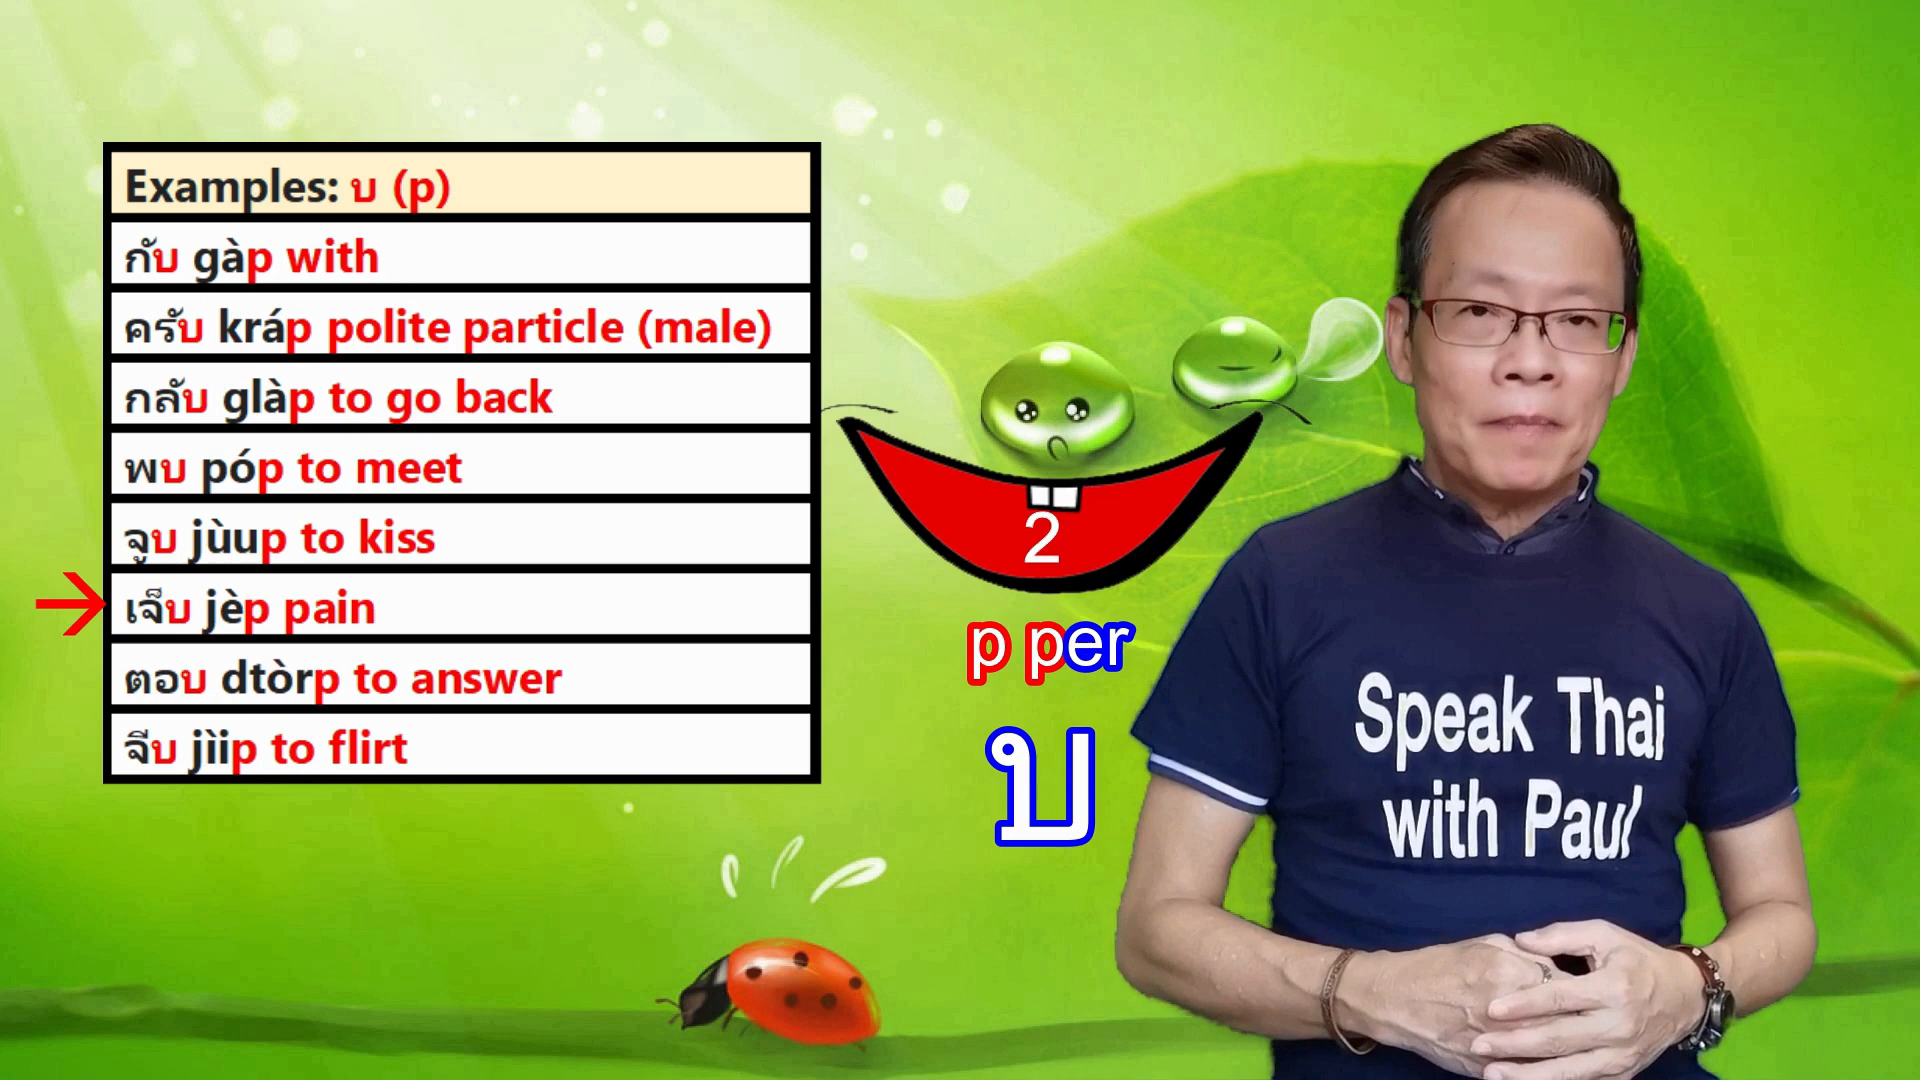 Examples: บ (p)
กับ gàp with
ครับ kráp polite particle (male)
กลับ glàp to go back
พบ póp to meet
จูบ jùup to kiss
เจ็บ jèp pain
ตอบ dtòrp to answer
จีบ jìip to flirt
2
p per
บ
Speak Thai
with Paul